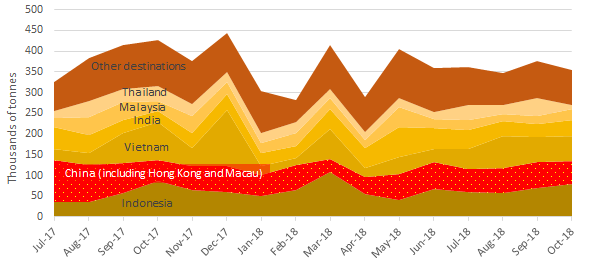 Thousands of tonnes
500
450
400
350
300
250
200
150
100
50
0
Other destinations
Thailand
Malaysia
India
Vietnam
China (including Hong Kong and Macau)
Indonesia
Jul-17
Aug-17
Sep-17
Oct-17
Nov-17
Dec-17
Jan-18
Feb-18
Mar-18
Apr-18
May-18
Jun-18
Jul-18
Aug-18
Sep-18
Oct-18